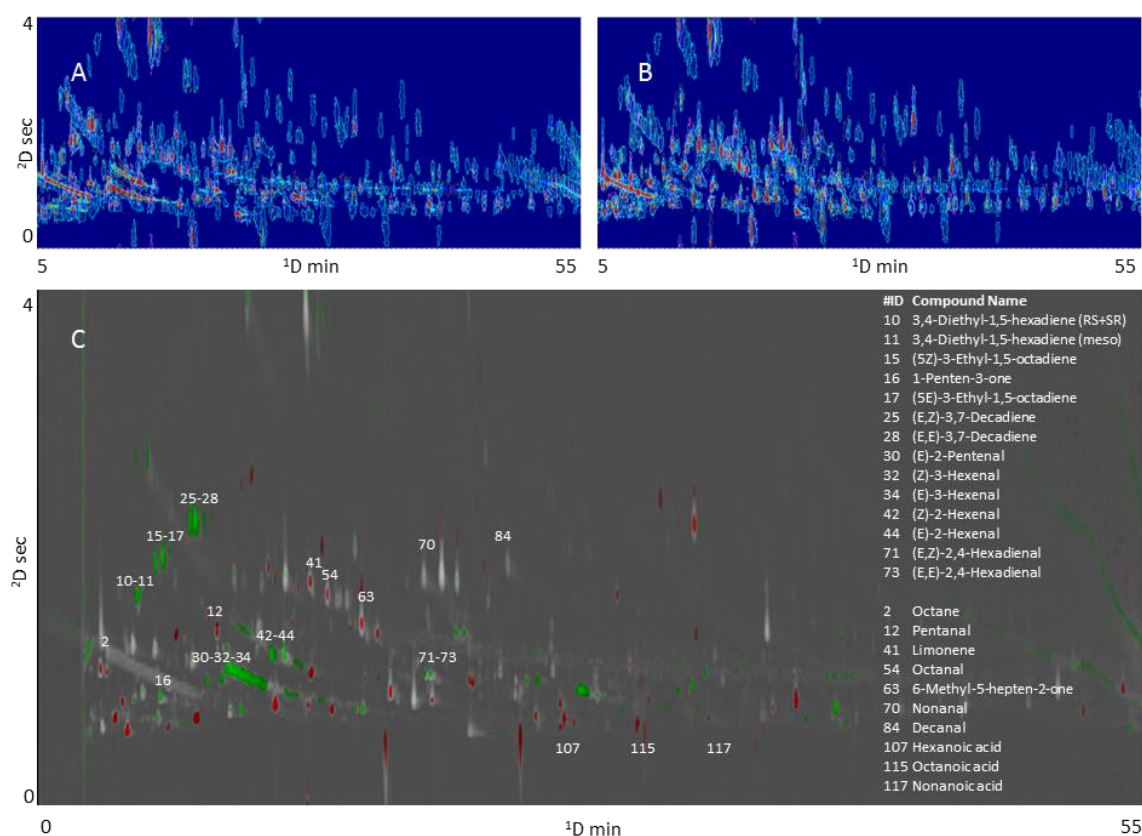 4
A
B
²D sec
0
5
¹D min
55
5
¹D min
55
4
C
²D sec
25-28
15-17
10-11
12
2
16
30-32-34
42-44
41
54
63
70
84
71-73
107
115
117
#ID Compound Name
10 3,4-Diethyl-1,5-hexadiene (RS+SR)
11 3,4-Diethyl-1,5-hexadiene (meso)
15 (5Z)-3-Ethyl-1,5-octadiene
16 1-Penten-3-one
17 (5E)-3-Ethyl-1,5-octadiene
25 (E,Z)-3,7-Decadiene
28 (E,E)-3,7-Decadiene
30 (E)-2-Pentenal
32 (Z)-3-Hexenal
34 (E)-3-Hexenal
42 (Z)-2-Hexenal
44 (E)-2-Hexenal
71 (E,Z)-2,4-Hexadienal
73 (E,E)-2,4-Hexadienal
2 Octane
12 Pentanal
41 Limonene
54 Octanal
63 6-Methyl-5-hepten-2-one
70 Nonanal
84 Decanal
107 Hexanoic acid
115 Octanoic acid
117 Nonanoic acid
0
0
¹D min
55